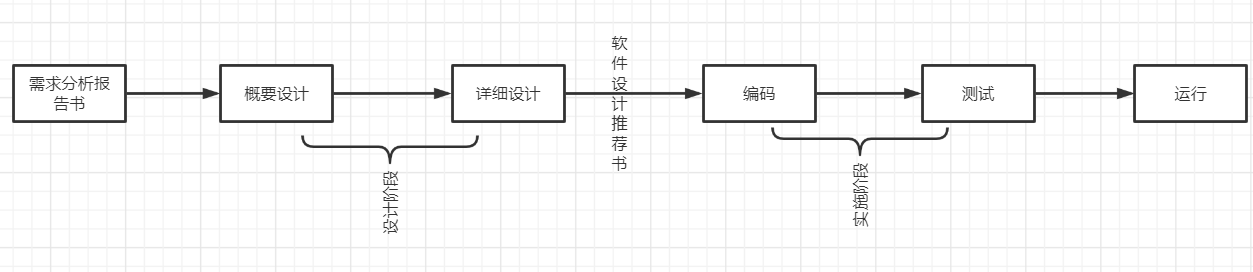 需求分析报
告书
概要设计
详细设计
软件设计推荐书
编码
测试
运行
设计阶段
实施阶段